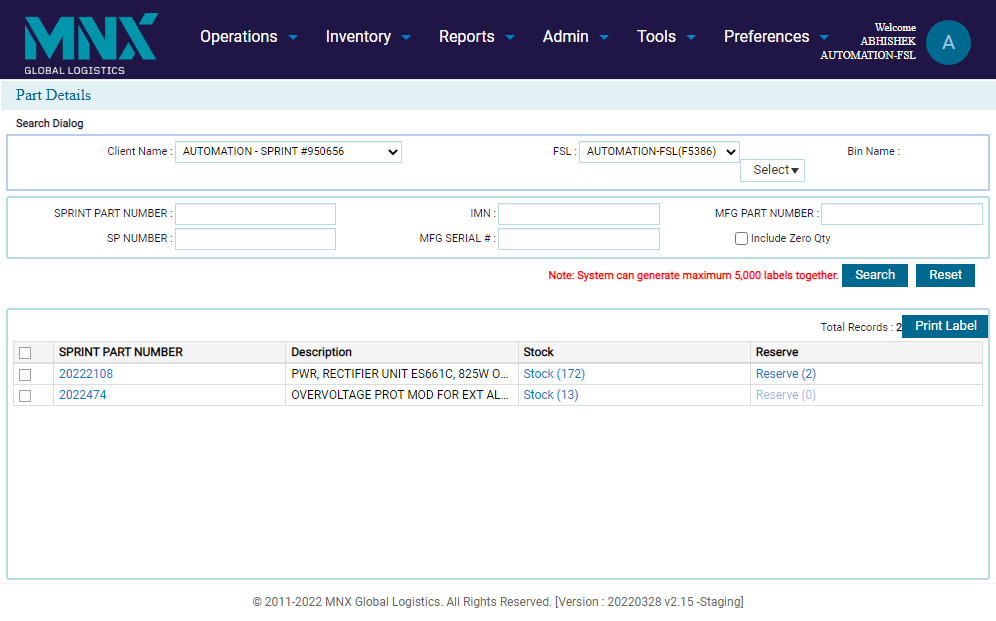 MNX
GLOBAL LOGISTICS
Operations Inventory Reports Admin Tools Preferences
Welcome
ABHISHEK
AUTOMATION-FSL
A
Part Details
Search Dialog
Client Name : AUTOMATION - SPRINT #950656 FSL : AUTOMATION-FSL(F5386) Bin Name :
Select▼
SPRINT PART NUMBER : IMN : MFG PART NUMBER :
SP NUMBER : MFG SERIAL # : Include Zero Qty
Note: System can generate maximum 5,000 labels together. Search Reset
Total Records : 2 Print Label
SPRINT PART NUMBER Description Stock Reserve
20222108 PWR, RECTIFIER UNIT ES661C, 825W O... Stock (172) Reserve (2)
2022474 OVERVOLTAGE PROT MOD FOR EXT AL... Stock (13) Reserve (0)
© 2011-2022 MNX Global Logistics. All Rights Reserved. [Version : 20220328 v2.15 -Staging]